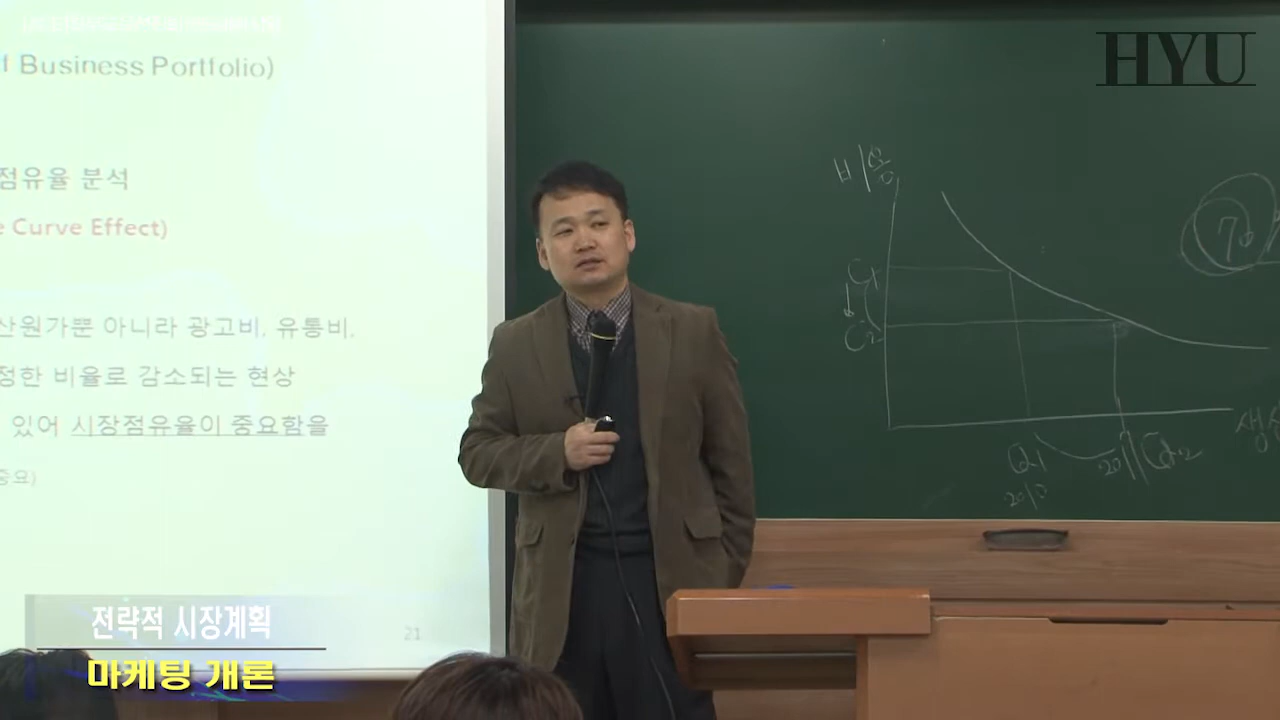 f Business Portfolio)
점유율 분석
e Curve Effect)
산원가뿐 아니라 광고비, 유통비,
정한 비율로 감소되는 현상
있어 시장점유율이 중요함을
중요)
21
전략적 시장계획
마케팅 개론
HYU
비용
C1
C2
Q1
2010
2011 Q2